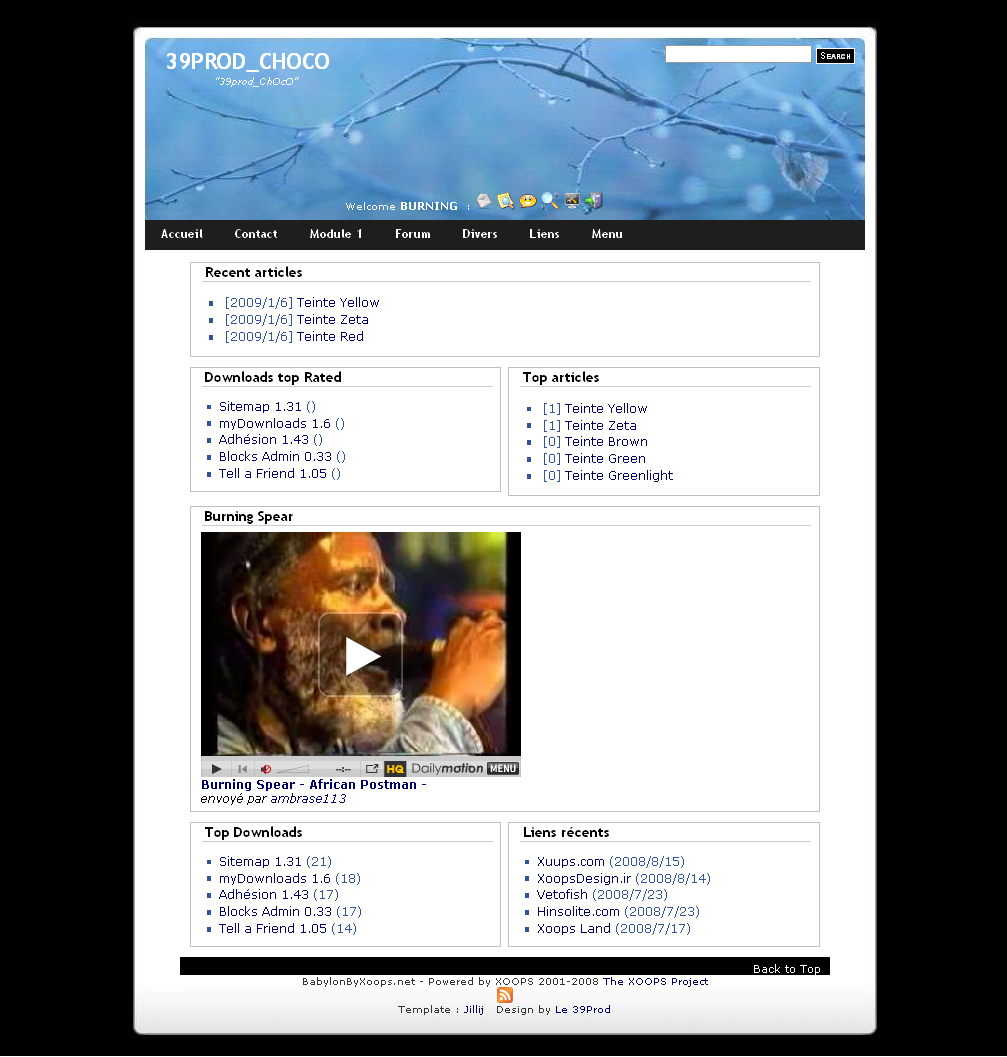 39PROD_CHOCO
"39prod_ChOcO"
SEARCH
Welcome BURNING :
Accueil Contact Module 1 Forum Divers Liens Menu
Recent articles
[2009/1/6] Teinte Yellow
[2009/1/6] Teinte Zeta
[2009/1/6] Teinte Red
Downloads top Rated
Sitemap 1.31 ()
myDownloads 1.6 ()
Adhésion 1.43 ()
Blocks Admin 0.33 ()
Tell a Friend 1.05 ()
Top articles
[1] Teinte Yellow
[1] Teinte Zeta
[0] Teinte Brown
[0] Teinte Green
[0] Teinte Greenlight
Burning Spear
--:-- HQ Dailymotion MENU
Burning Spear - African Postman -
envoyé par ambrase113
Top Downloads
Sitemap 1.31 (21)
myDownloads 1.6 (18)
Adhésion 1.43 (17)
Blocks Admin 0.33 (17)
Tell a Friend 1.05 (14)
Liens récents
Xuups.com (2008/8/15)
XoopsDesign.ir (2008/8/14)
Vetofish (2008/7/23)
Hinsolite.com (2008/7/23)
Xoops Land (2008/7/17)
Back to Top
BabylonByXoops.net - Powered by XOOPS 2001-2008 The XOOPS Project
Template : Jillij Design by Le 39Prod